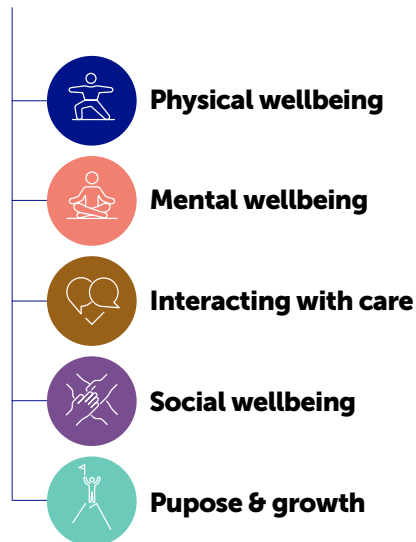 Physical wellbeing
Mental wellbeing
Interacting with care
Social wellbeing
Pupose & growth